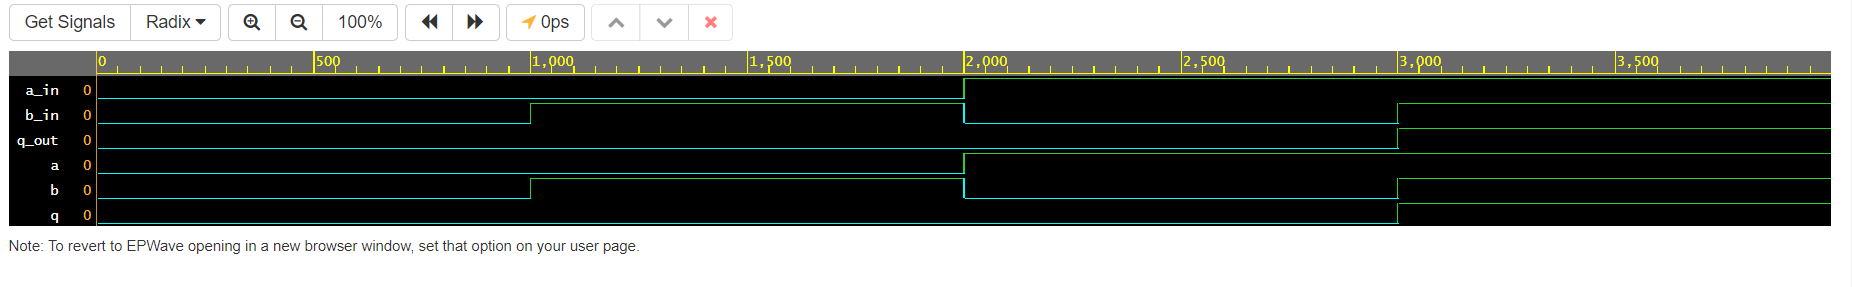 Get Signals Radix 100% 0ps
0 500 1,000 1,500 2,000 2,500 3,000 3,500
a_in 0
b_in 0
q_out 0
a 0
b 0
q 0
Note: To revert to EPWave opening in a new browser window, set that option on your user page.